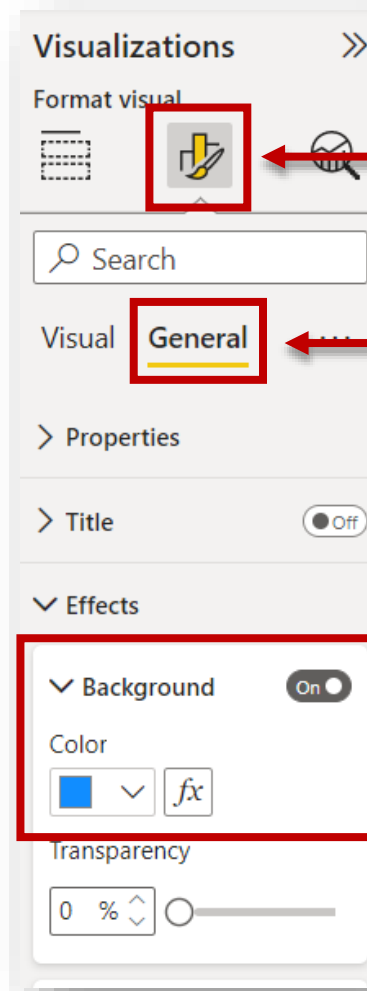 Visualizations
Format visual
Search
Visual General ...
Properties
Title Off
Effects
Background On
Color
fx
Transparency
0 %